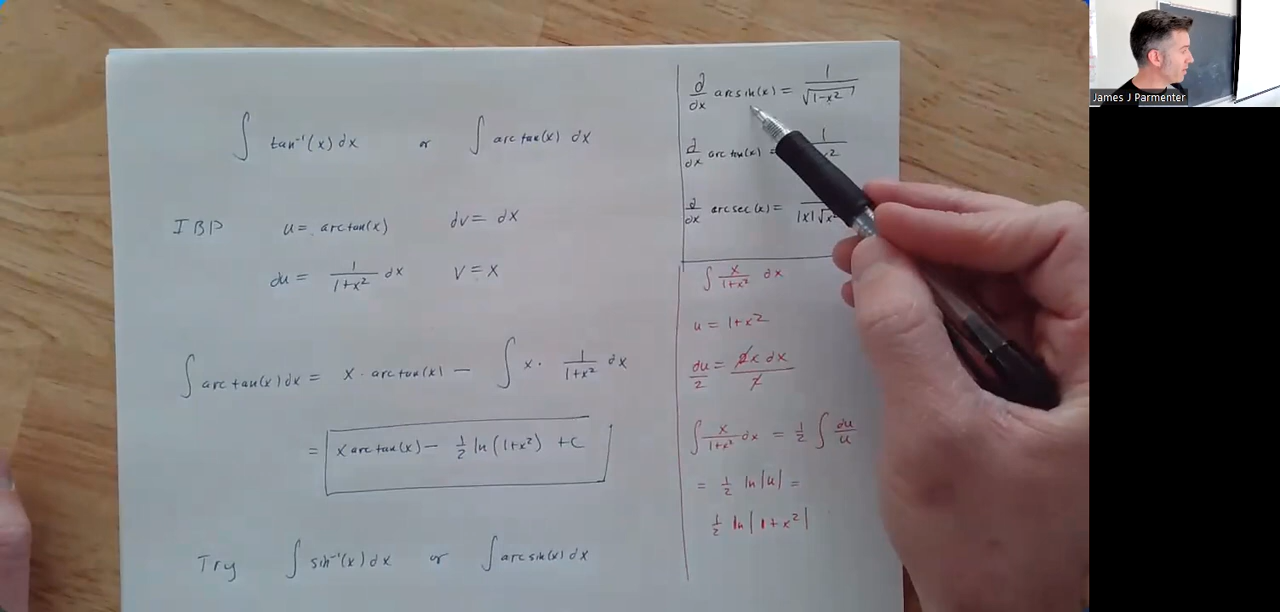 ∫ tan⁻¹(x) dx or ∫ arctan(x) dx
IBP u = arctan(x) dv = dx
du = 1/(1+x²) dx v = x
∫ arctan(x) dx = x · arctan(x) − ∫ x · 1/(1+x²) dx
= x arctan(x) − 1/2 ln(1+x²) + C
Try ∫ sin⁻¹(x) dx or ∫ arcsin(x) dx
d/dx arcsin(x) = 1/√(1−x²)
d/dx arctan(x) =
d/dx arcsec(x) =
∫ x/(1+x²) dx
u = 1+x²
du/2 = 2x dx/2
∫ x/(1+x²) dx = 1/2 ∫ du/u
= 1/2 ln|u| =
1/2 ln|1+x²|
James J Parmenter